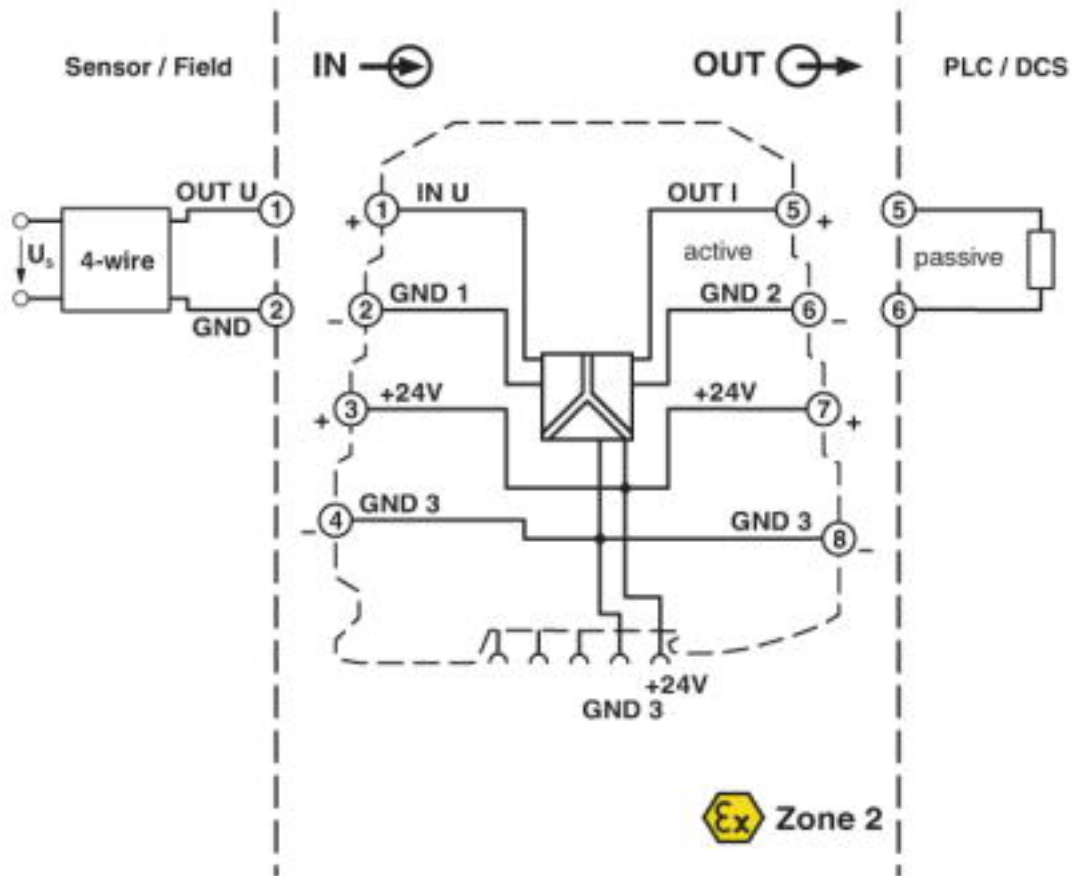 Sensor / Field IN OUT PLC / DCS
OUT U 1 1 IN U OUT I 5 5
+ +
Us 4-wire active passive
GND 2 2 GND 1 GND 2 6 6
- -
3 +24V +24V 7
+ +
4 GND 3 GND 3 8
- -
+24V
GND 3
Ex Zone 2